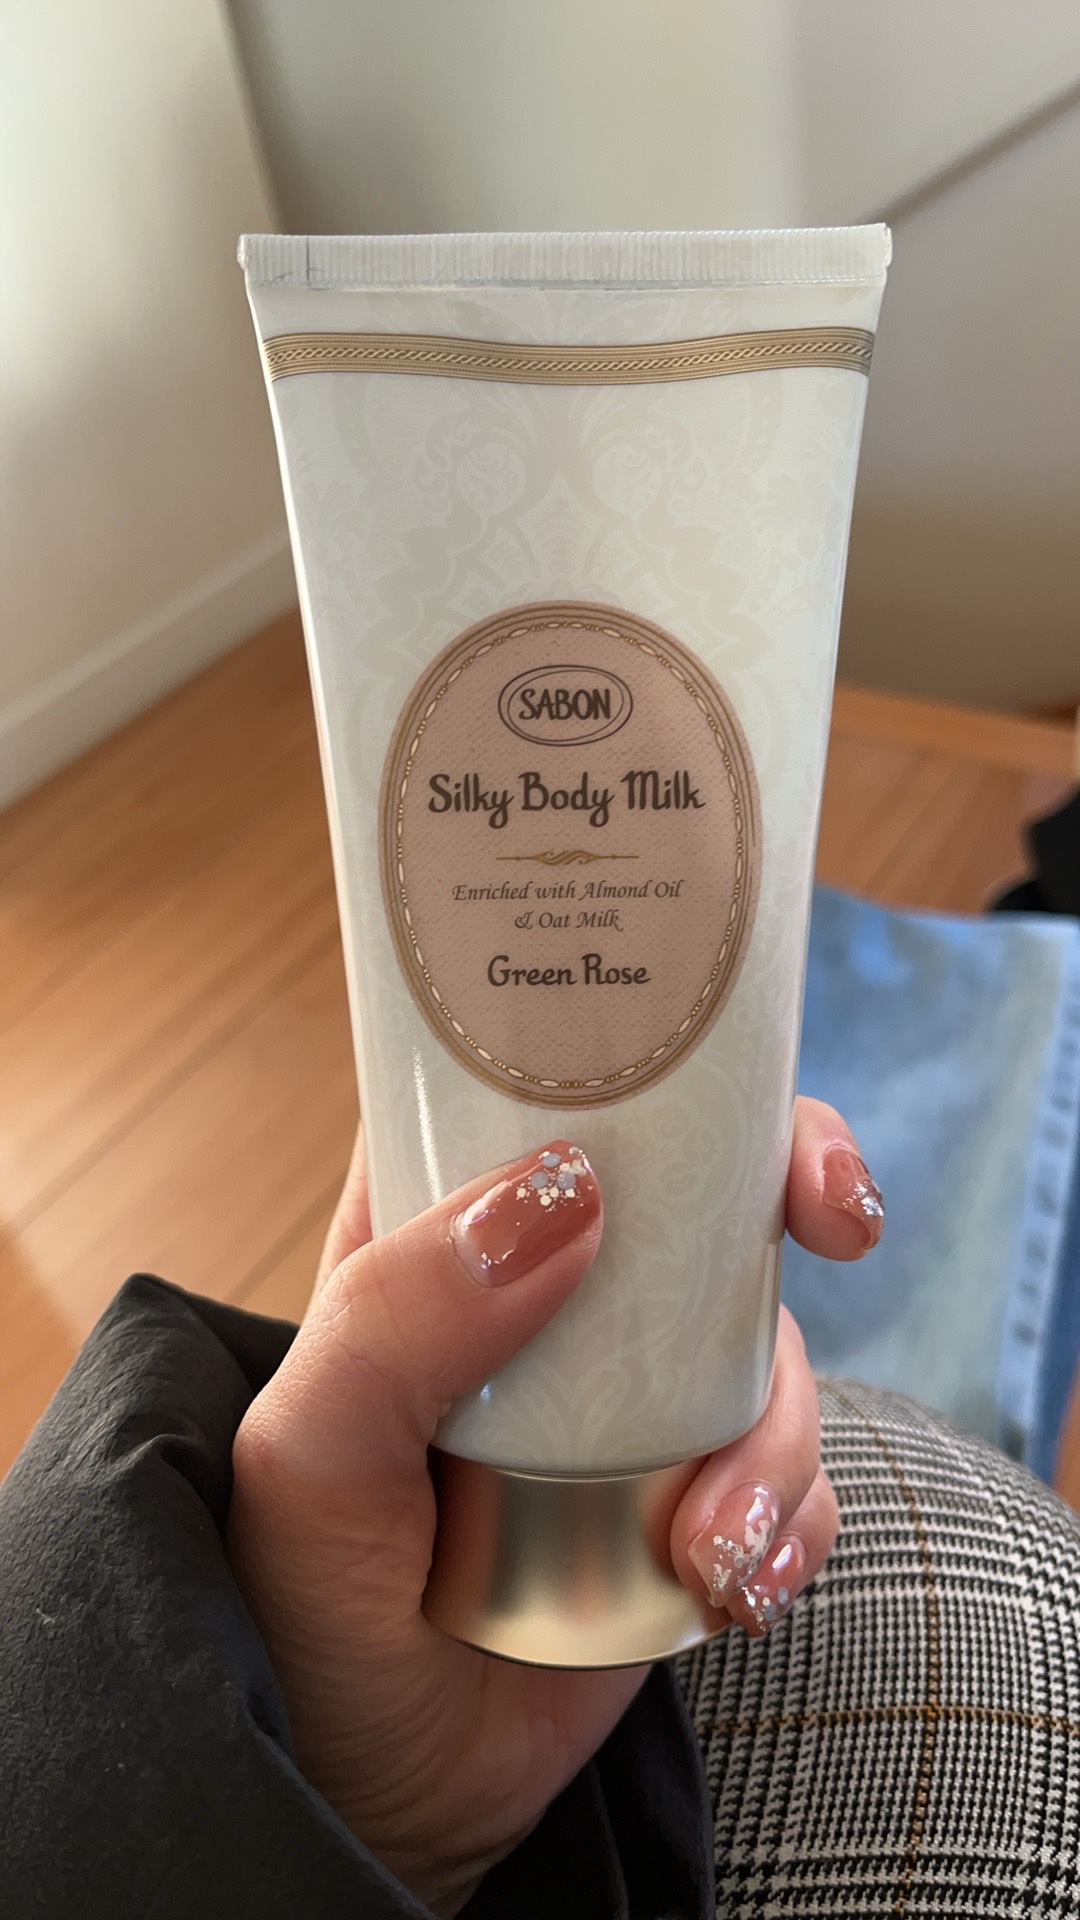 SABON
Silky Body Milk
Enriched with Almond Oil
& Oat Milk
Green Rose